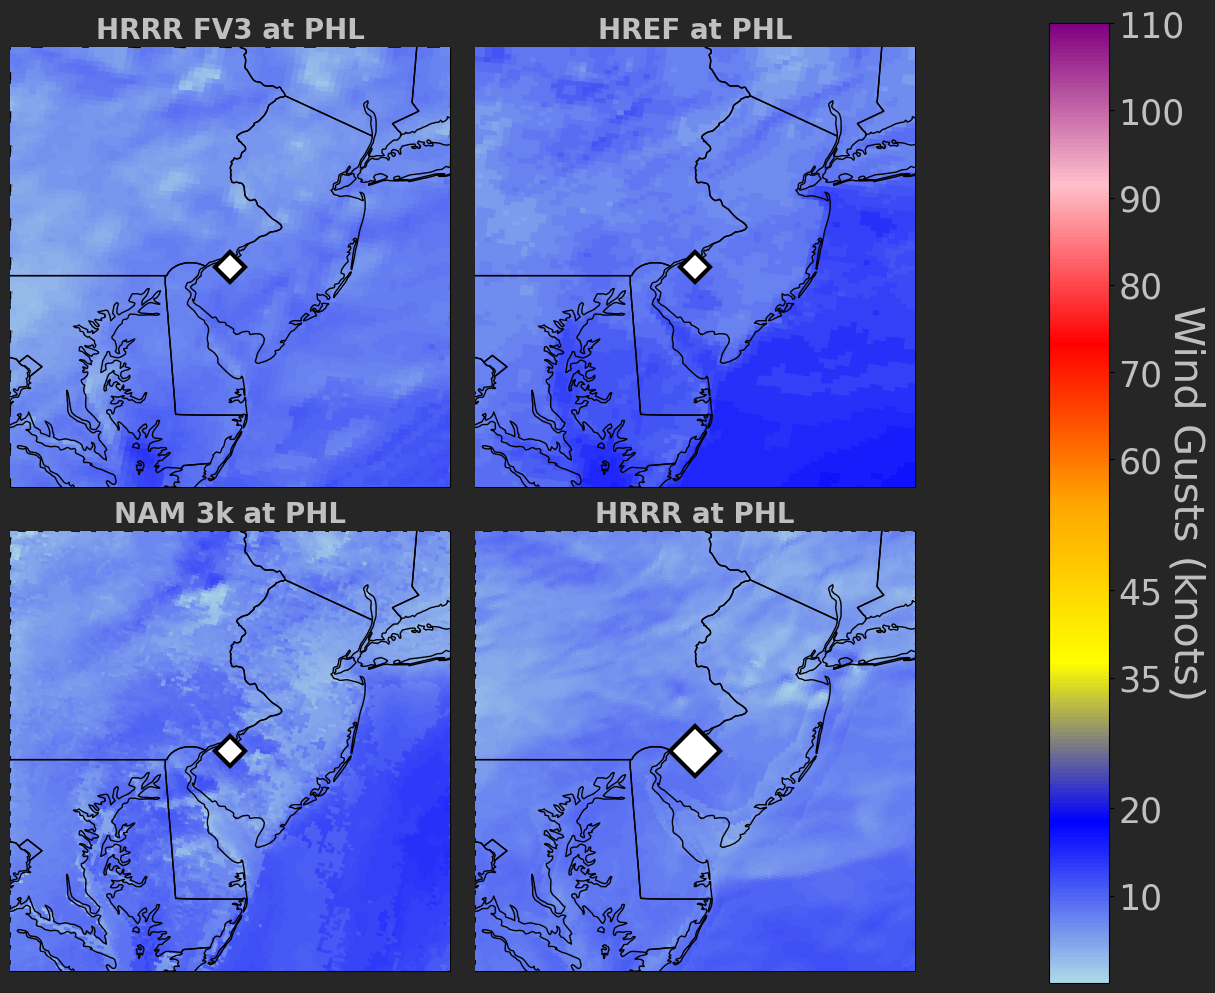 HRRR FV3 at PHL
HREF at PHL
NAM 3k at PHL
HRRR at PHL
110
100
90
80
70
60
45
35
20
10
Wind Gusts (knots)